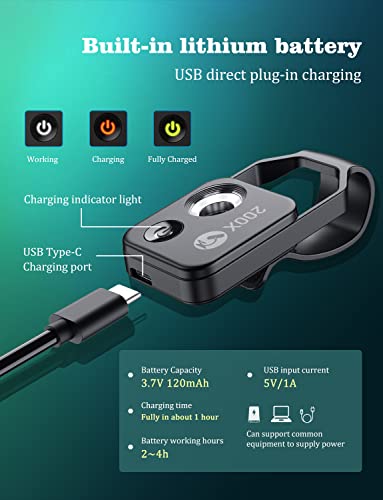 Built-in lithium battery
USB direct plug-in charging
Working
Charging
Fully Charged
Charging indicator light
200X
USB Type-C
Charging port
Battery Capacity
3.7V 120mAh
USB input current
5V/1A
Charging time
Fully in about 1 hour
Battery working hours
2~4h
Can support common
equipment to supply power